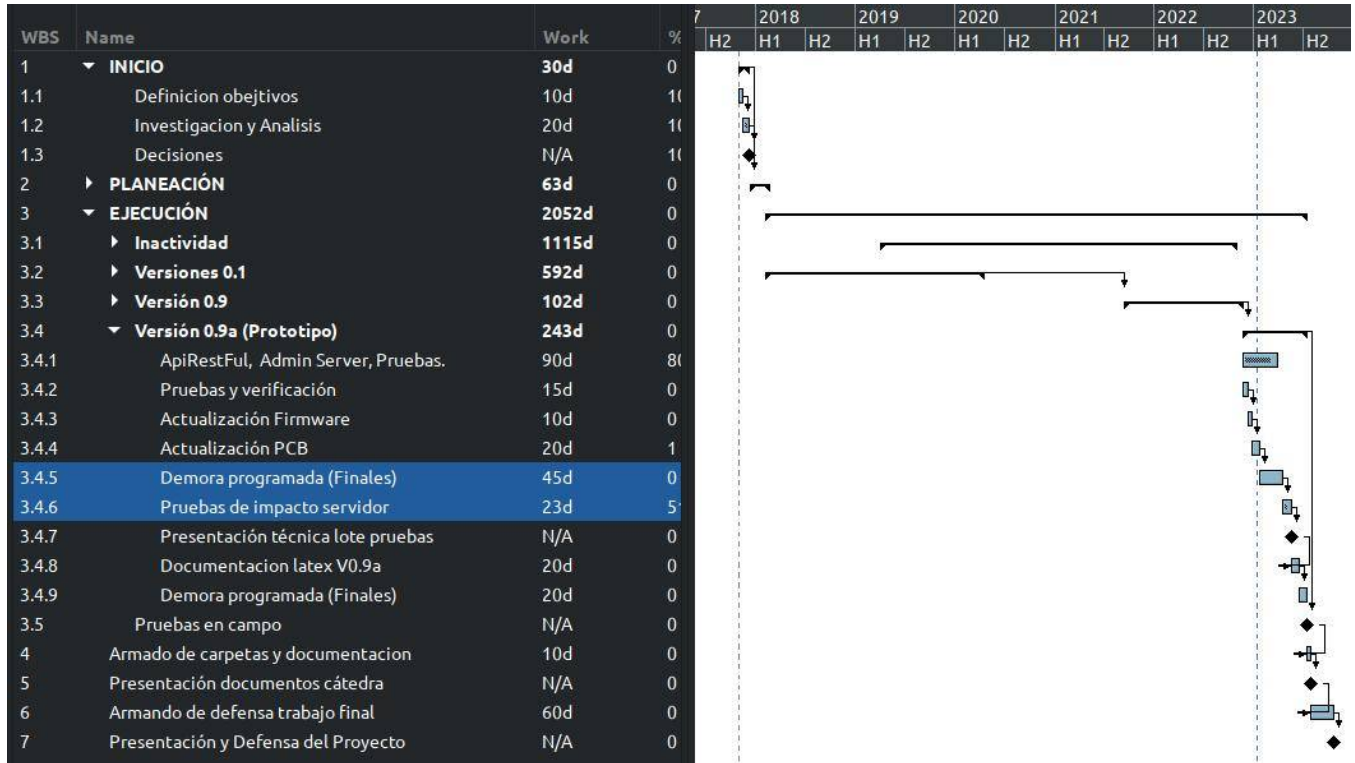 7 2018 2019 2020 2021 2022 2023
WBS Name Work % H2 H1 H2 H1 H2 H1 H2 H1 H2 H1 H2 H1 H2
1 INICIO 30d 0
1.1 Definicion obejtivos 10d 10
1.2 Investigacion y Analisis 20d 10
1.3 Decisiones N/A 10
2 PLANEACIÓN 63d 0
3 EJECUCIÓN 2052d 0
3.1 Inactividad 1115d 0
3.2 Versiones 0.1 592d 0
3.3 Versión 0.9 102d 0
3.4 Versión 0.9a (Prototipo) 243d 0
3.4.1 ApiRestFul, Admin Server, Pruebas. 90d 80
3.4.2 Pruebas y verificación 15d 0
3.4.3 Actualización Firmware 10d 0
3.4.4 Actualización PCB 20d 1
3.4.5 Demora programada (Finales) 45d 0
3.4.6 Pruebas de impacto servidor 23d 5
3.4.7 Presentación técnica lote pruebas N/A 0
3.4.8 Documentacion latex V0.9a 20d 0
3.4.9 Demora programada (Finales) 20d 0
3.5 Pruebas en campo N/A 0
4 Armado de carpetas y documentacion 10d 0
5 Presentación documentos cátedra N/A 0
6 Armando de defensa trabajo final 60d 0
7 Presentación y Defensa del Proyecto N/A 0